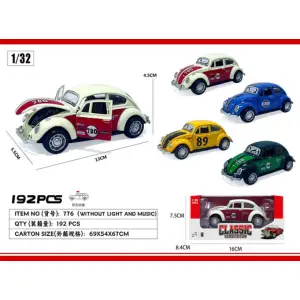 1/32
4.5CM
5.5CM
13CM
780
89
192PCS
ITEM NO(货号): 776 (WITHOUT LIGHT AND MUSIC)
QTY(装箱量): 192 PCS
CARTON SIZE(外箱规格): 69X54X67CM
7.5CM
CLASSIC
8.4CM
16CM